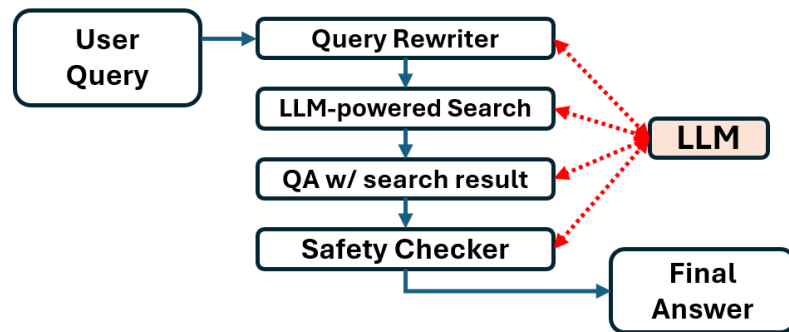 User
Query
Query Rewriter
LLM-powered Search
LLM
QA w/ search result
Safety Checker
Final
Answer